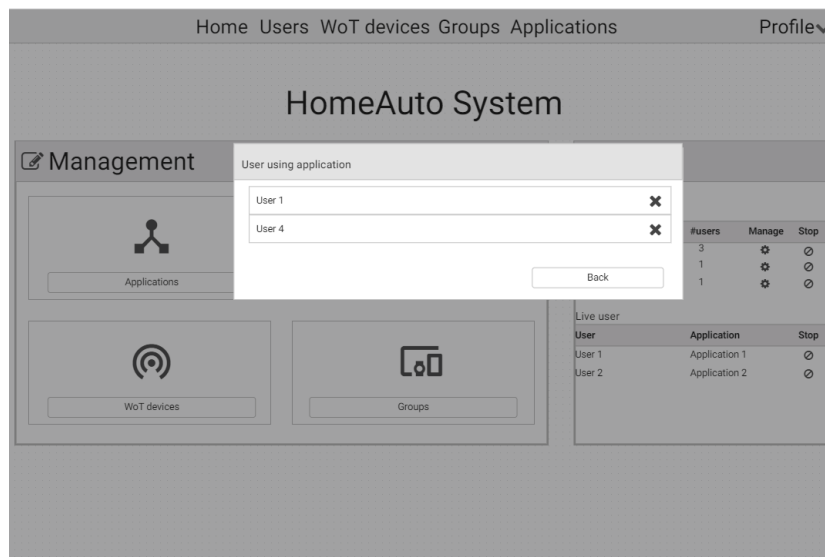 Home Users WoT devices Groups Applications Profile
HomeAuto System
Management
User using application
User 1
User 4
Back
Applications
WoT devices
Groups
#users Manage Stop
3
1
1
Live user
User Application Stop
User 1 Application 1
User 2 Application 2